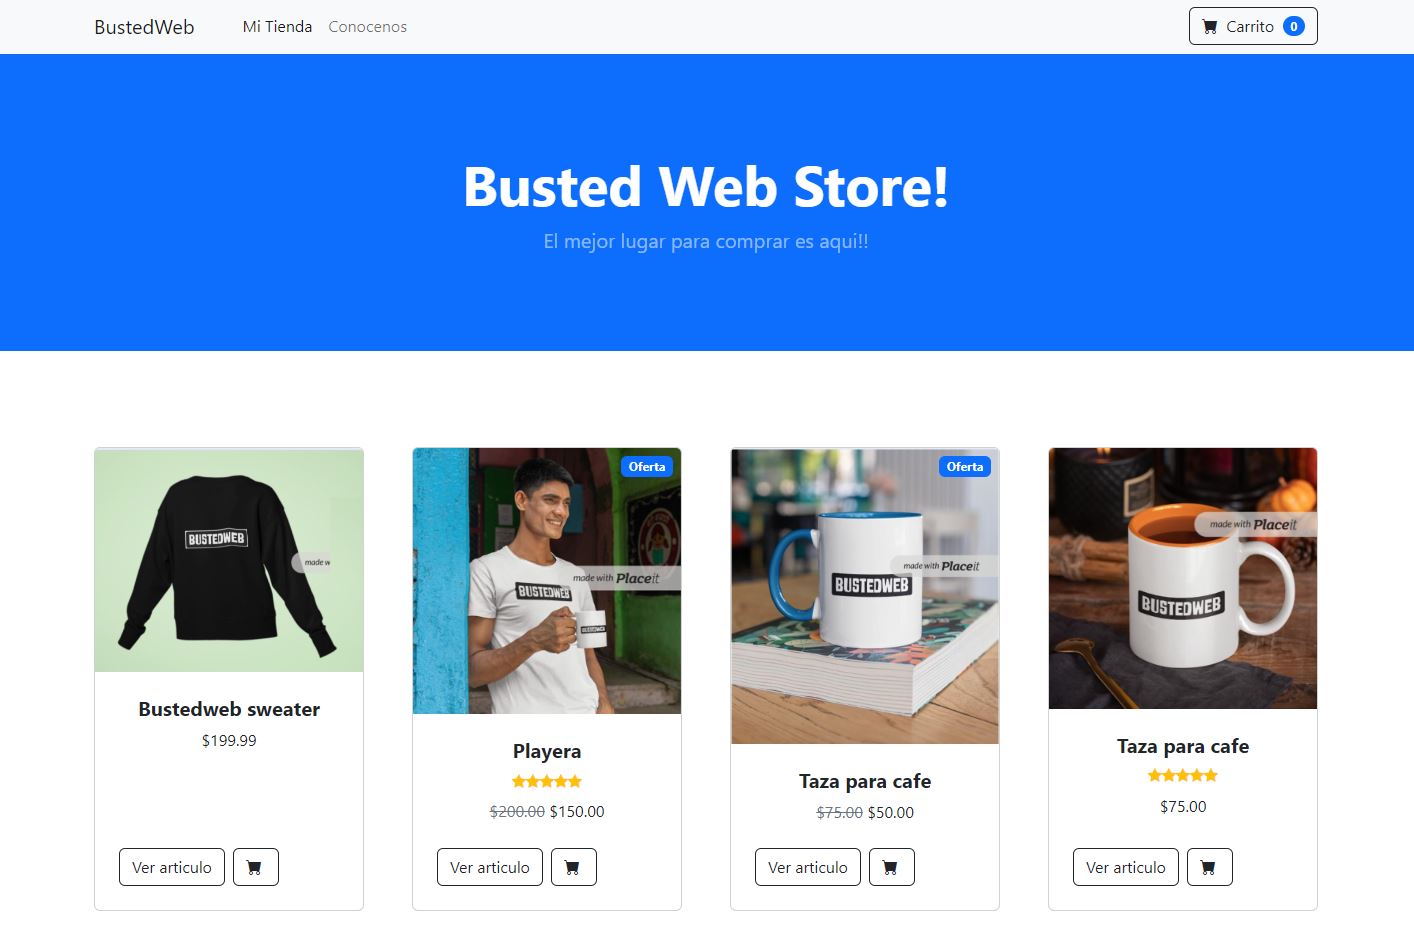 BustedWeb Mi Tienda Conocenos Carrito 0
Busted Web Store!
El mejor lugar para comprar es aqui!!
BUSTEDWEB
made w
Bustedweb sweater
$199.99
Ver articulo
Oferta
BUSTEDWEB
made with Placeit
BUSTEDWEB
Playera
$200.00 $150.00
Ver articulo
Oferta
made with Placeit
BUSTEDWEB
Taza para cafe
$75.00 $50.00
Ver articulo
made with Placeit
BUSTEDWEB
Taza para cafe
$75.00
Ver articulo